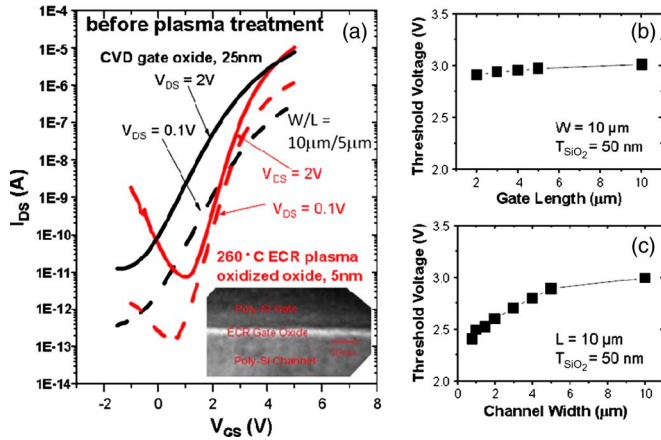 before plasma treatment
(a)
CVD gate oxide, 25nm
V_DS = 2V
V_DS = 0.1V
W/L =
10μm/5μm
V_DS = 2V
V_DS = 0.1V
260°C ECR plasma
oxidized oxide, 5nm
Poly-Si Gate
ECR Gate Oxide
Poly-Si Channel
I_DS (A)
1E-4
1E-5
1E-6
1E-7
1E-8
1E-9
1E-10
1E-11
1E-12
1E-13
1E-14
-2 0 2 4 6 8
V_GS (V)
(b)
Threshold Voltage (V)
3.5
3.0
2.5
2.0
W = 10 μm
T_SiO2 = 50 nm
2 4 6 8 10
Gate Length (μm)
(c)
Threshold Voltage (V)
3.5
3.0
2.5
2.0
L = 10 μm
T_SiO2 = 50 nm
0 2 4 6 8 10
Channel Width (μm)